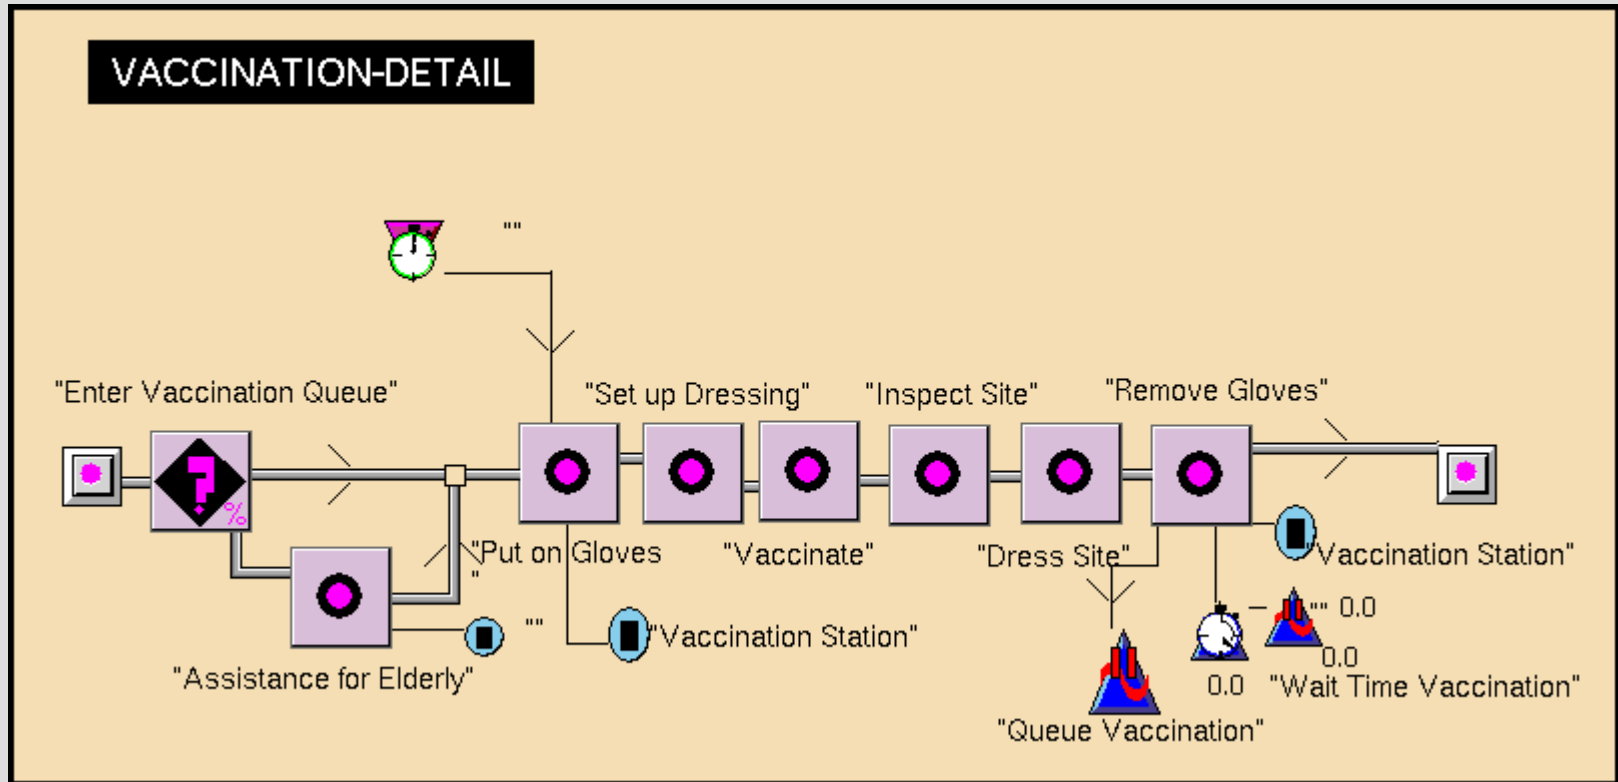 VACCINATION-DETAIL
""
"Enter Vaccination Queue"
"Set up Dressing"
"Inspect Site"
"Remove Gloves"
%
"Put on Gloves
"
"Vaccinate"
"Dress Site"
"Vaccination Station"
"" 0.0
""
"Vaccination Station"
0.0
"Assistance for Elderly"
0.0
"Wait Time Vaccination"
"Queue Vaccination"